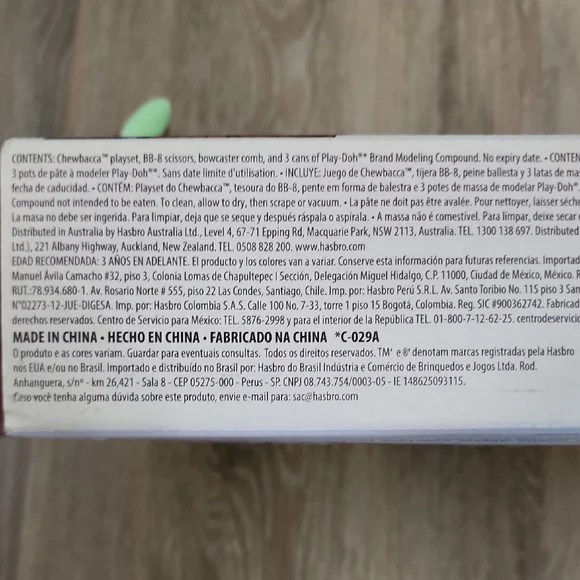 CONTENTS: Chewbacca™ playset, BB-8 scissors, bowcaster comb, and 3 cans of Play-Doh®* Brand Modeling Compound. No expiry date. • CONTEN
3 pots de pâte à modeler Play-Doh®*. Sans date limite d'utilisation. • INCLUYE: Juego de Chewbacca™, tijera BB-8, peine ballesta y 3 latas de ma
fecha de caducidad. • CONTÉM: Playset do Chewbacca™, tesoura do BB-8, pente em forma de balestra e 3 potes de massa de modelar Play-Doh®
Compound not intended to be eaten. To clean, allow to dry, then scrape or vacuum. • La pâte ne doit pas être avalée. Pour nettoyer, laisser séche
La masa no debe ser ingerida. Para limpiar, deja que se seque y después ráspala o aspírala. • A massa não é comestível. Para limpar, deixe secar
Distributed in Australia by Hasbro Australia Ltd., Level 4, 67-71 Epping Rd, Macquarie Park, NSW 2113, Australia. TEL. 1300 138 697. Distributed
Ltd.), 221 Albany Highway, Auckland, New Zealand. TEL. 0508 828 200. www.hasbro.com
EDAD RECOMENDADA: 3 AÑOS EN ADELANTE. El producto y los colores van a variar. Conserve esta información para futuras referencias. Importad
Manuel Ávila Camacho #32, piso 3, Colonia Lomas de Chapultepec I Sección, Delegación Miguel Hidalgo, C.P. 11000, Ciudad de México, México. R
RUT.:78.934.680-1. Av. Rosario Norte # 555, piso 22 Las Condes, Santiago, Chile. Imp. por: Hasbro Perú S.R.L. Av. Santo Toribio No. 115 piso 3 San
N°02273-12-JUE-DIGESA. Imp. por: Hasbro Colombia S.A.S. Calle 100 No. 7-33, torre 1 piso 15 Bogotá, Colombia. Reg. SIC #900362742. Fabricad
derechos reservados. Centro de Servicio para México: TEL. 5876-2998 y para el interior de la República TEL. 01-800-7-12-62-25. centrodeservicio
MADE IN CHINA • HECHO EN CHINA • FABRICADO NA CHINA *C-029A
O produto e as cores variam. Guardar para eventuais consultas. Todos os direitos reservados. TM* e ®* denotam marcas registradas pela Hasbro
nos EUA e/ou no Brasil. Importado e distribuído no Brasil por: Hasbro do Brasil Indústria e Comércio de Brinquedos e Jogos Ltda. Rod.
Anhanguera, s/nº - km 26,421 - Sala 8 - CEP 05275-000 - Perus - SP. CNPJ 08.743.754/0003-05 - IE 148625093115.
Caso você tenha alguma dúvida sobre este produto, envie e-mail para: sac@hasbro.com